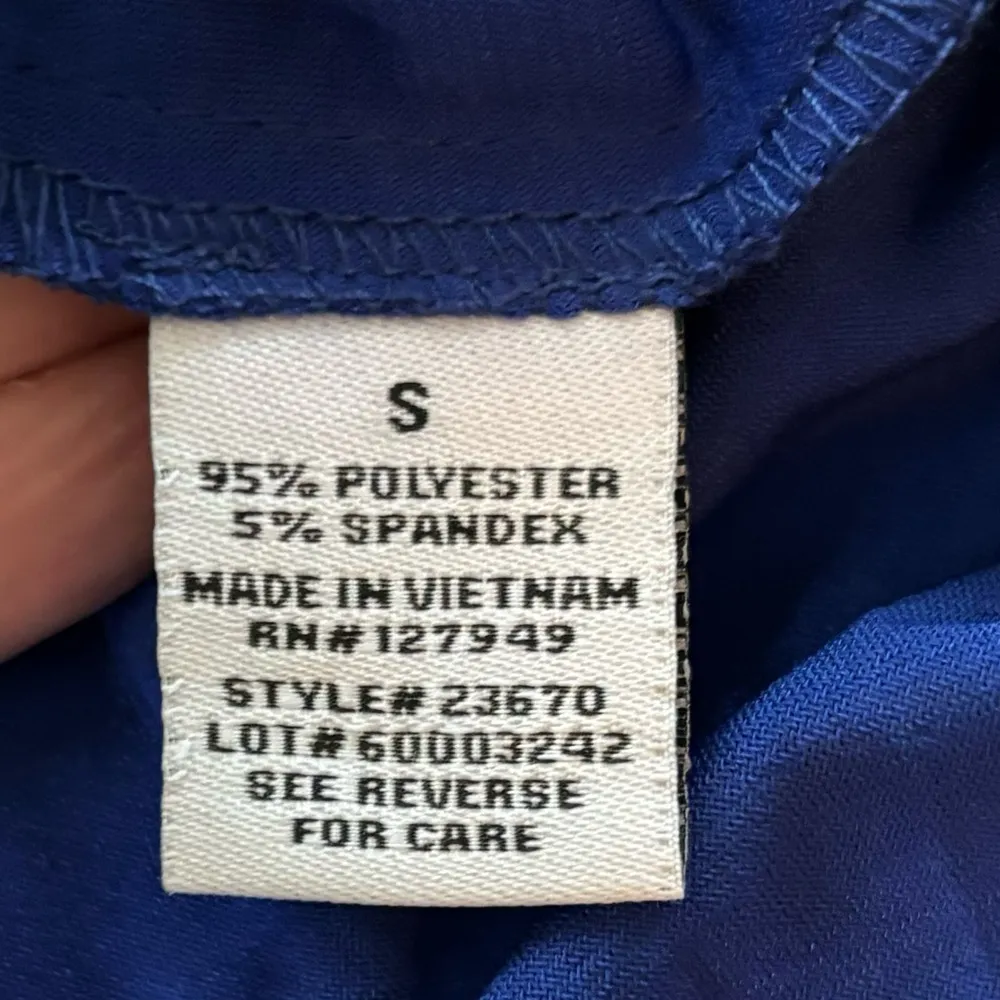 S
95% POLYESTER
5% SPANDEX
MADE IN VIETNAM
RN#127949
STYLE# 23670
LOT# 60003242
SEE REVERSE
FOR CARE